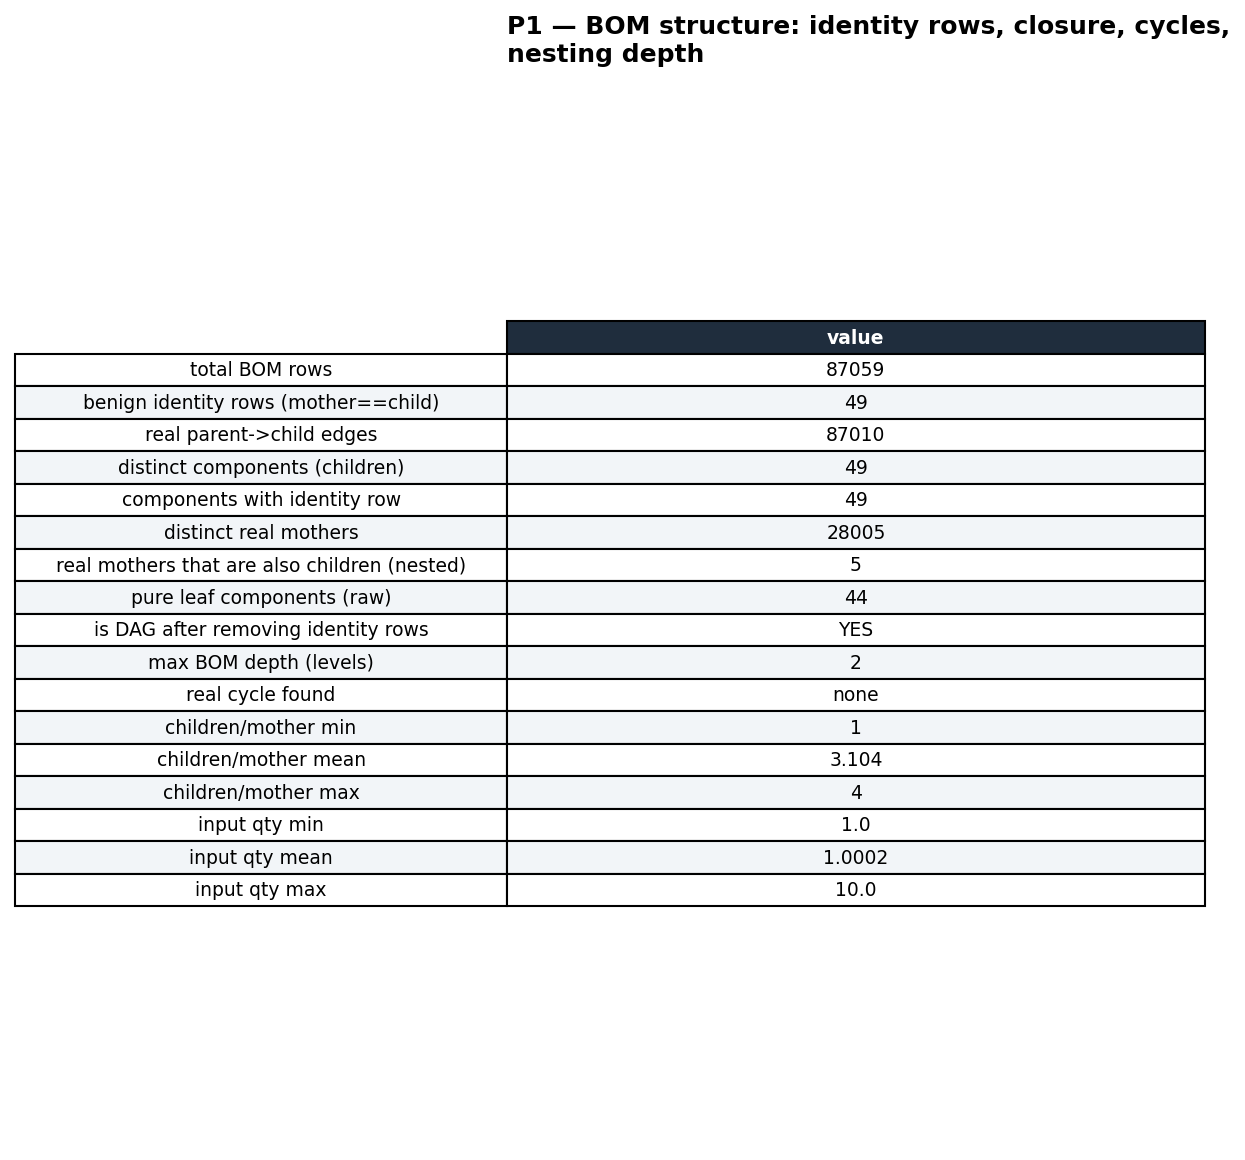 P1 — BOM structure: identity rows, closure, cycles,
nesting depth
value
total BOM rows 87059
benign identity rows (mother==child) 49
real parent->child edges 87010
distinct components (children) 49
components with identity row 49
distinct real mothers 28005
real mothers that are also children (nested) 5
pure leaf components (raw) 44
is DAG after removing identity rows YES
max BOM depth (levels) 2
real cycle found none
children/mother min 1
children/mother mean 3.104
children/mother max 4
input qty min 1.0
input qty mean 1.0002
input qty max 10.0